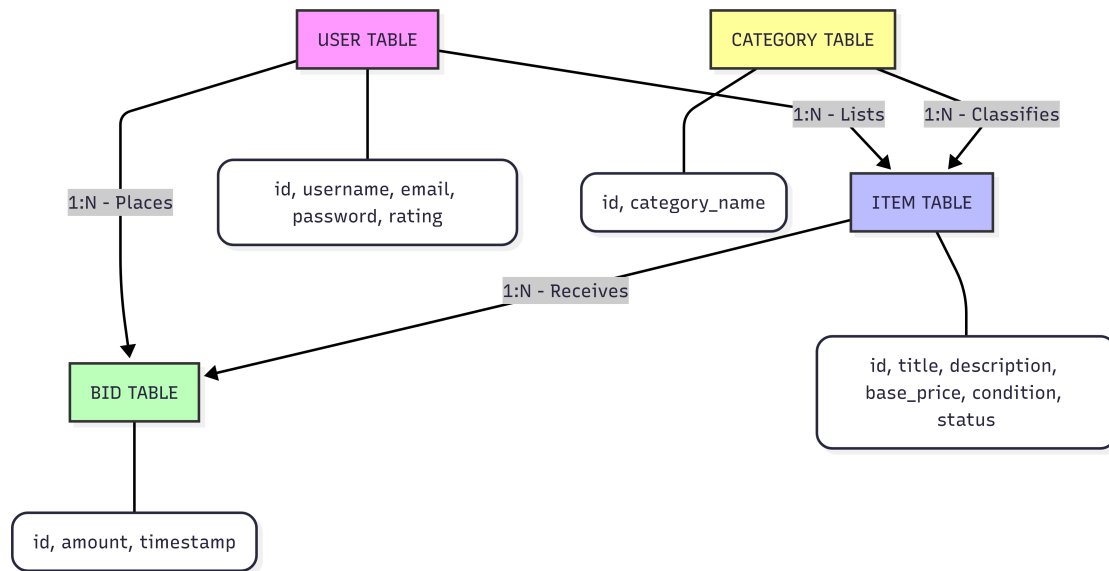 USER TABLE
CATEGORY TABLE
1:N - Lists
1:N - Classifies
1:N - Places
id, username, email,
password, rating
id, category_name
ITEM TABLE
1:N - Receives
id, title, description,
base_price, condition,
status
BID TABLE
id, amount, timestamp